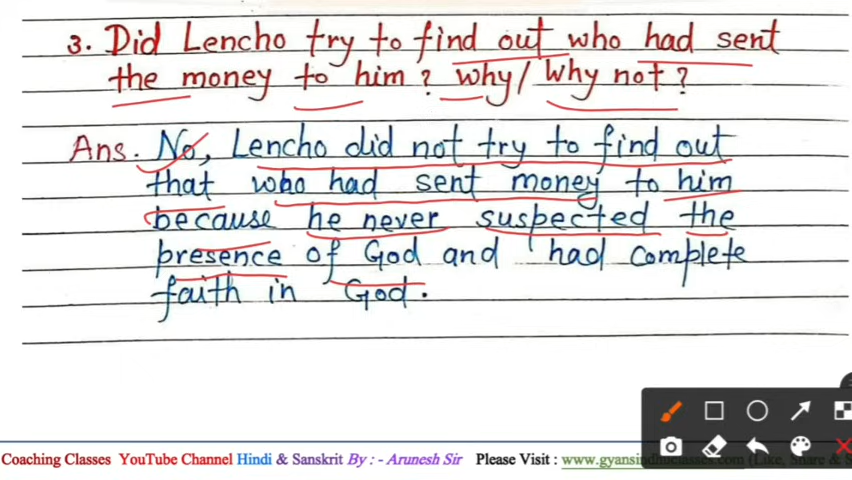 3. Did Lencho try to find out who had sent
the money to him? why/ Why not?
Ans. No, Lencho did not try to find out
that who had sent money to him
because he never suspected the
presence of God and had complete
faith in God.
Coaching Classes YouTube Channel Hindi & Sanskrit By : - Arunesh Sir Please Visit : www.gyansindhuclasses.com (Like, Share & S